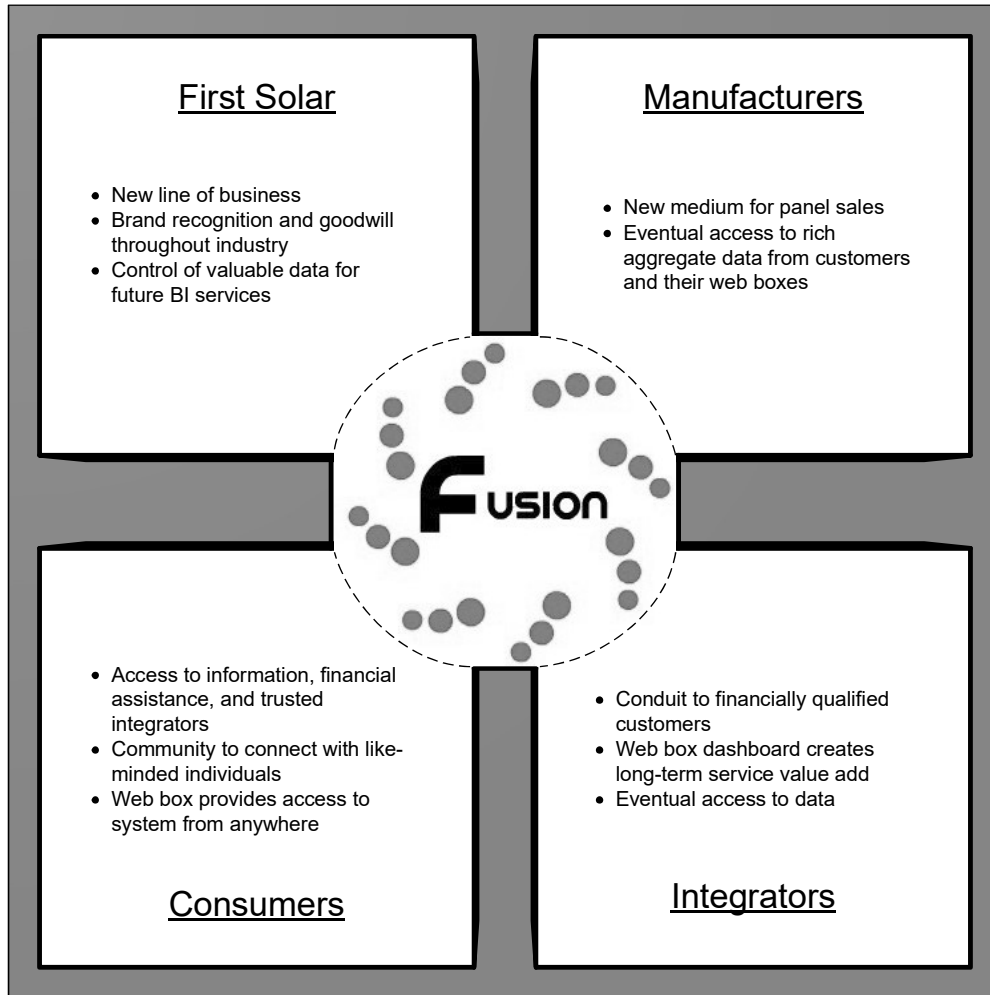 First Solar
• New line of business
• Brand recognition and goodwill
throughout industry
• Control of valuable data for
future BI services
Manufacturers
• New medium for panel sales
• Eventual access to rich
aggregate data from customers
and their web boxes
Fusion
• Access to information, financial
assistance, and trusted
integrators
• Community to connect with like-
minded individuals
• Web box provides access to
system from anywhere
Consumers
• Conduit to financially qualified
customers
• Web box dashboard creates
long-term service value add
• Eventual access to data
Integrators